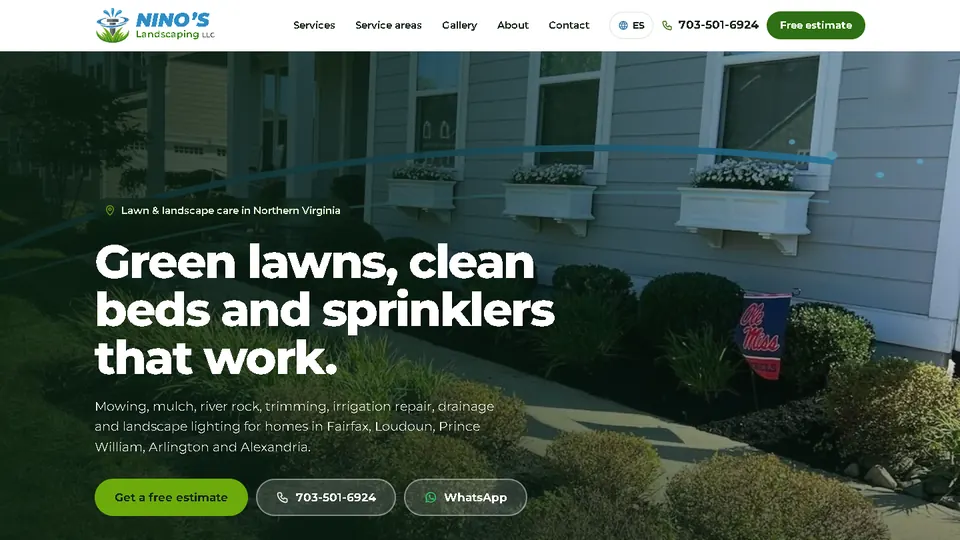 NINO'S
Landscaping LLC
Services
Service areas
Gallery
About
Contact
ES
703-501-6924
Free estimate
Lawn & landscape care in Northern Virginia
Green lawns, clean
beds and sprinklers
that work.
Ole
Miss
Mowing, mulch, river rock, trimming, irrigation repair, drainage
and landscape lighting for homes in Fairfax, Loudoun, Prince
William, Arlington and Alexandria.
Get a free estimate
703-501-6924
WhatsApp